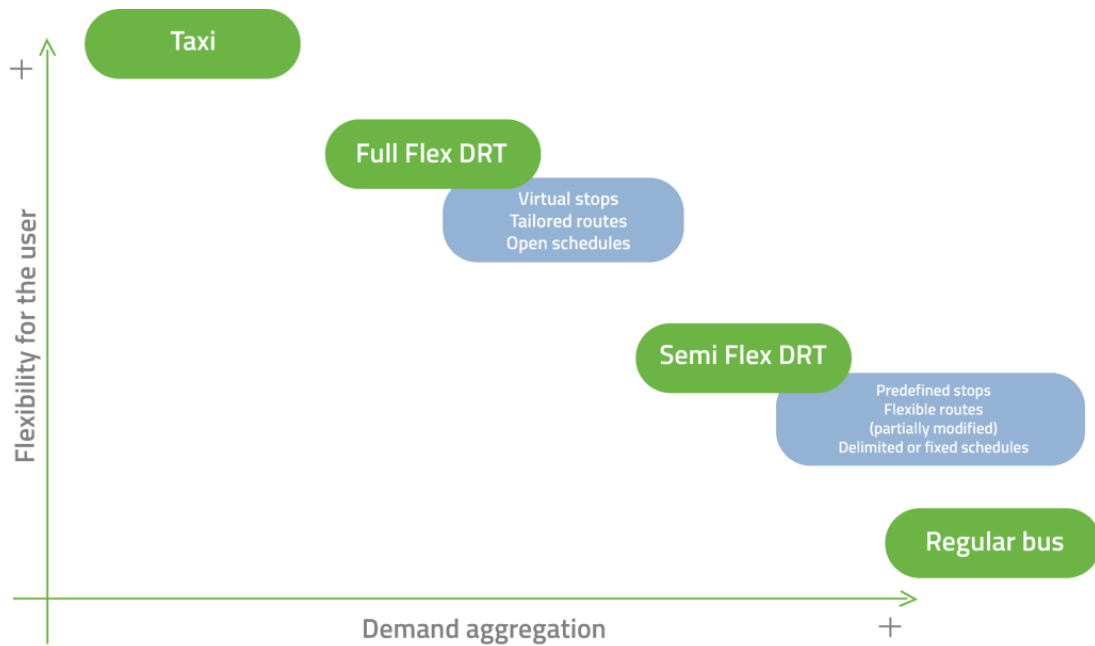 Taxi
+
Full Flex DRT
Virtual stops
Tailored routes
Open schedules
Flexibility for the user
Semi Flex DRT
Predefined stops
Flexible routes
(partially modified)
Delimited or fixed schedules
Regular bus
Demand aggregation
+